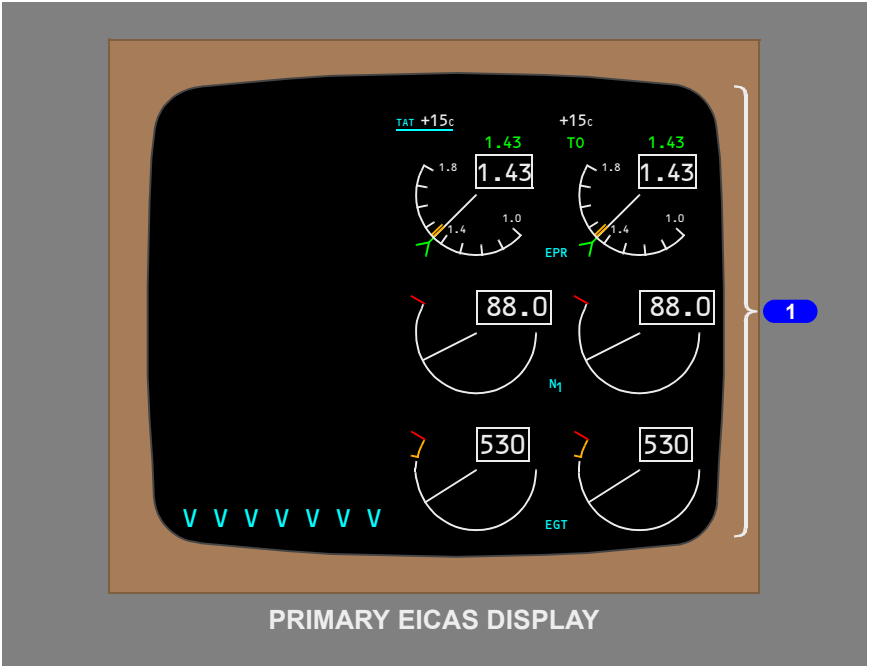 TAT +15c +15c
1.43 TO 1.43
1.43 1.43
1.8 1.8
1.0 1.0
1.4 1.4
EPR
88.0 88.0
1
N1
530 530
V V V V V V V
EGT
PRIMARY EICAS DISPLAY